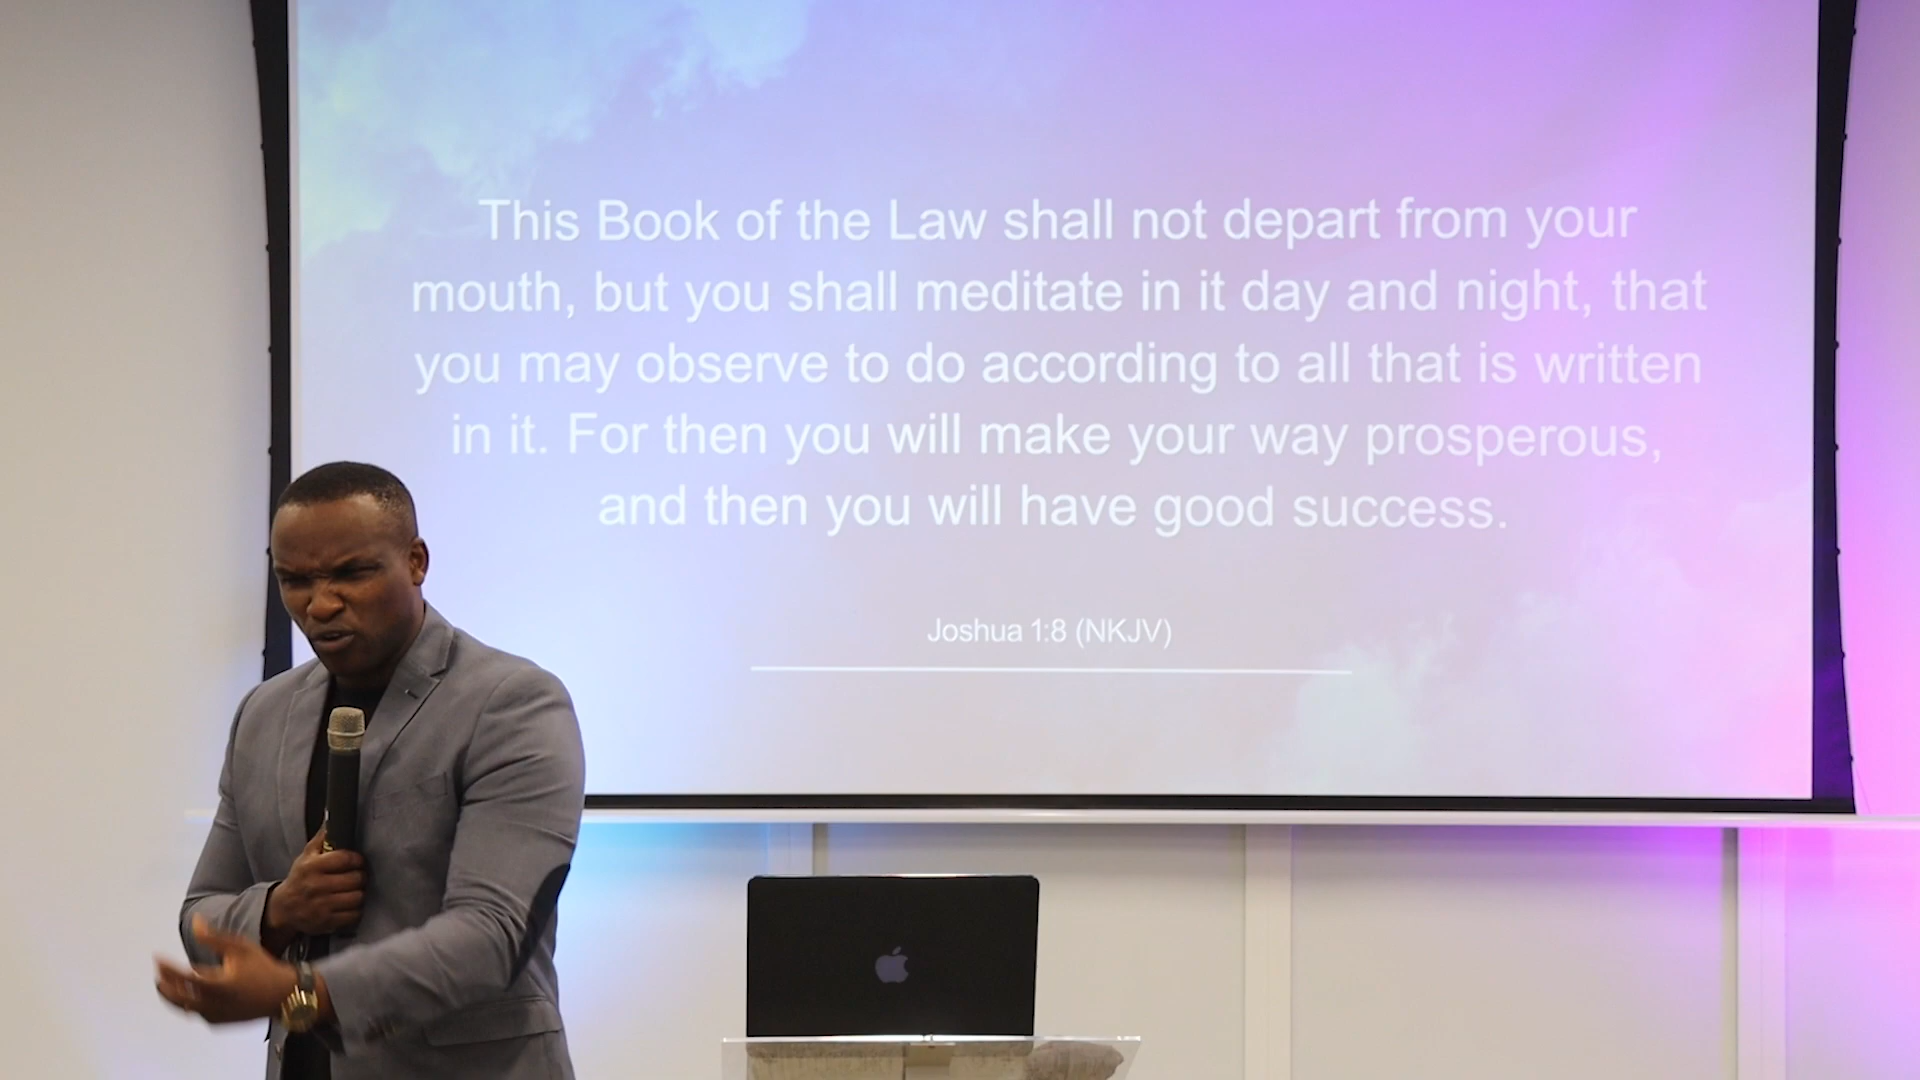 This Book of the Law shall not depart from your
mouth, but you shall meditate in it day and night, that
you may observe to do according to all that is written
in it. For then you will make your way prosperous,
and then you will have good success.
Joshua 1:8 (NKJV)